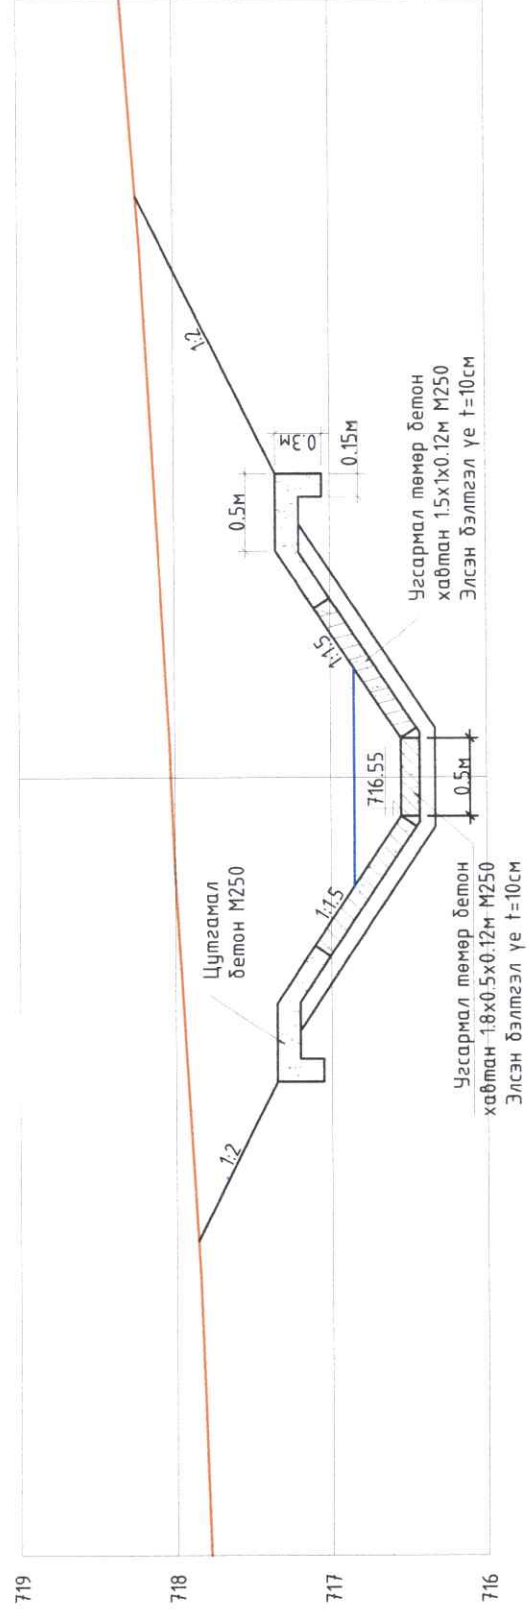 719
718
717
716
1:2
Цутгамал
бетон М250
1:1.5
716.55
0.5м
1:1.5
0.5м
0.3м
0.15м
1:2
Угсармал төмөр бетон
хавтан 1.8х0.5х0.12м М250
Элсэн бэлтгэл үе t=10см
Угсармал төмөр бетон
хавтан 1.5х1х0.12м М250
Элсэн бэлтгэл үе t=10см